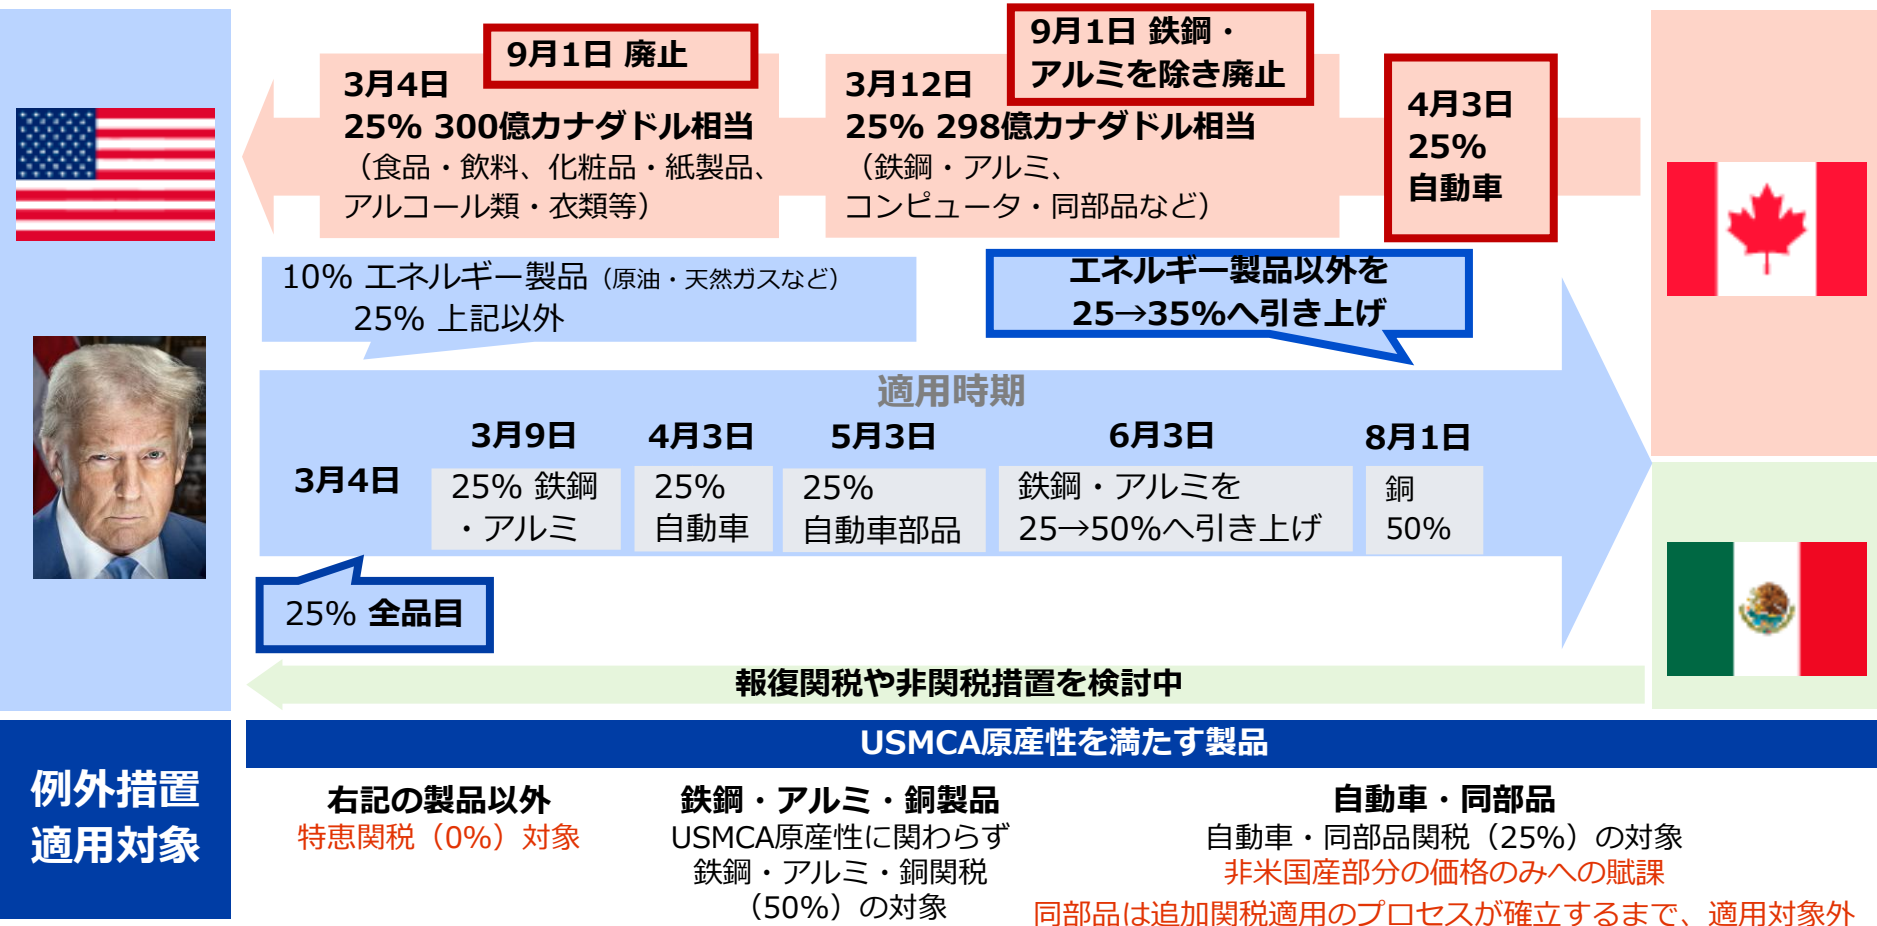 9月1日 廃止
3月4日
25% 300億カナダドル相当
（食品・飲料、化粧品・紙製品、
アルコール類・衣類等）
9月1日 鉄鋼・
アルミを除き廃止
3月12日
25% 298億カナダドル相当
（鉄鋼・アルミ、
コンピュータ・同部品など）
4月3日
25%
自動車
10% エネルギー製品（原油・天然ガスなど）
25% 上記以外
エネルギー製品以外を
25→35%へ引き上げ
適用時期
3月4日
3月9日
25% 鉄鋼
・アルミ
4月3日
25%
自動車
5月3日
25%
自動車部品
6月3日
鉄鋼・アルミを
25→50%へ引き上げ
8月1日
銅
50%
25% 全品目
報復関税や非関税措置を検討中
例外措置
適用対象
USMCA原産性を満たす製品
右記の製品以外
特恵関税（0%）対象
鉄鋼・アルミ・銅製品
USMCA原産性に関わらず
鉄鋼・アルミ・銅関税
（50%）の対象
自動車・同部品
自動車・同部品関税（25%）の対象
非米国産部分の価格のみへの賦課
同部品は追加関税適用のプロセスが確立するまで、適用対象外